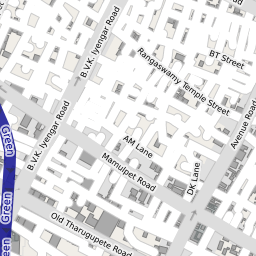 B.V.K. Iyengar Road
BT Street
Rangaswamy Temple Street
B.V.K. Iyengar Road
Avenue Road
Green
AM Lane
Mamulpet Road
DK Lane
Green
Old Tharugupete Road
Green